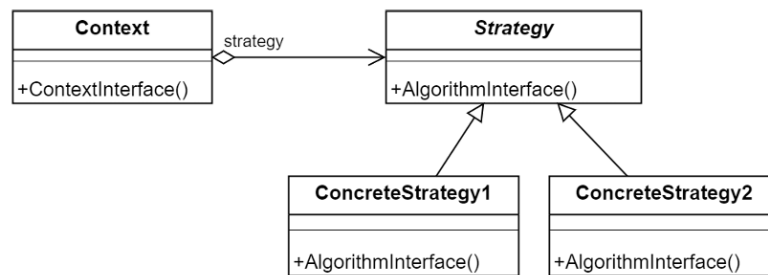 Context
Strategy
strategy
+ContextInterface()
+AlgorithmInterface()
ConcreteStrategy1
ConcreteStrategy2
+AlgorithmInterface()
+AlgorithmInterface()